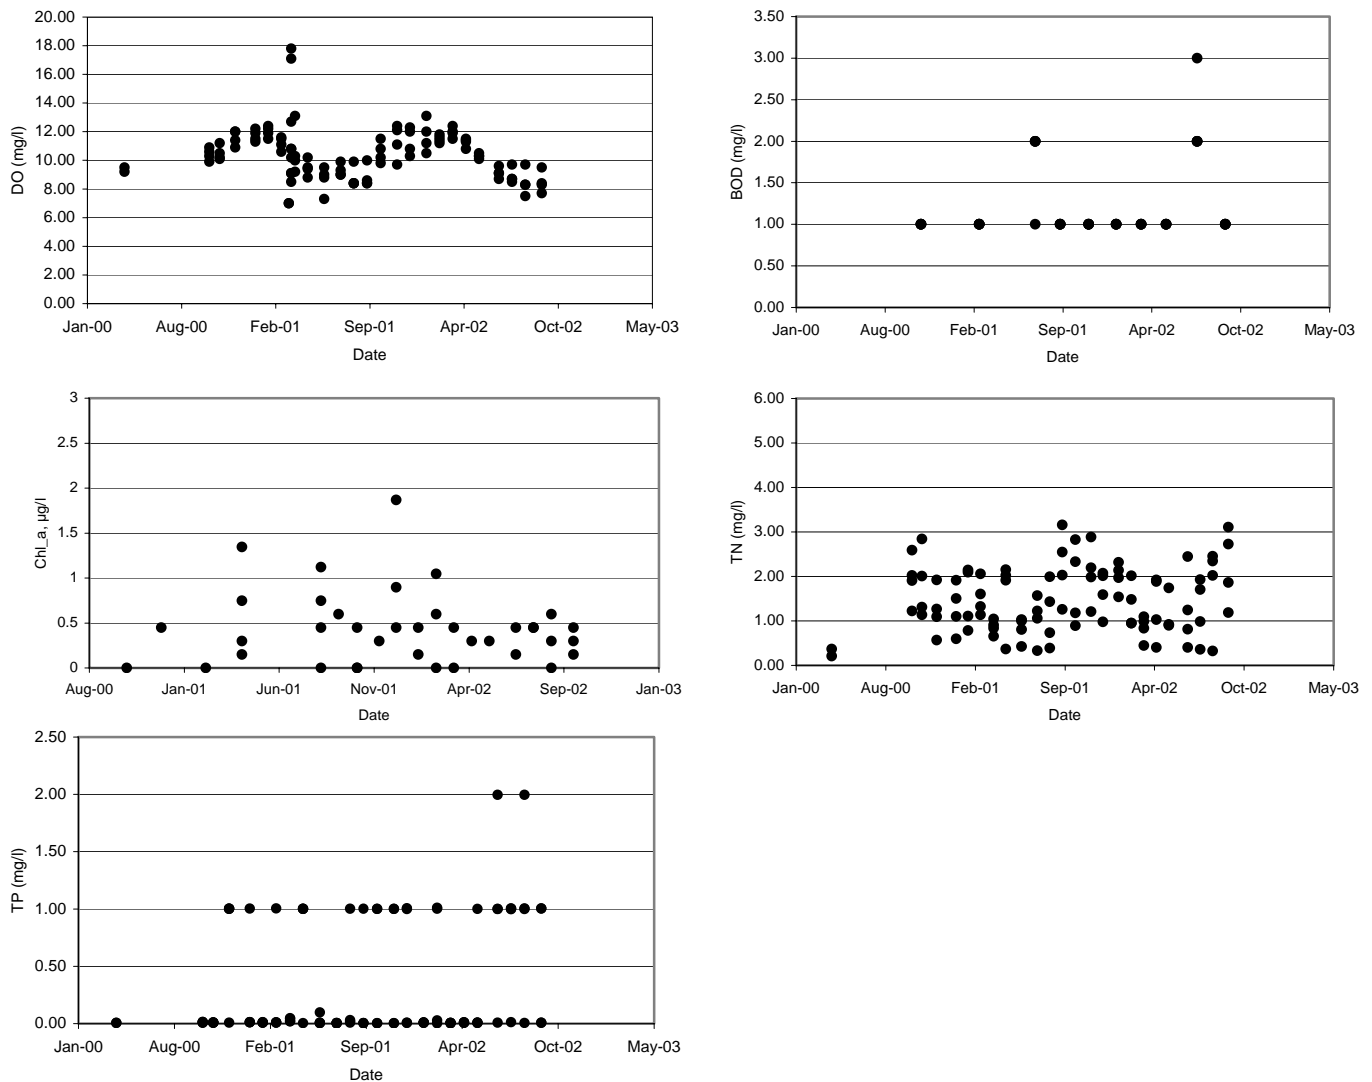 20.00
18.00
16.00
14.00
12.00
10.00
8.00
6.00
4.00
2.00
0.00
DO (mg/l)
Jan-00 Aug-00 Feb-01 Sep-01 Apr-02 Oct-02 May-03
Date
3.50
3.00
2.50
2.00
1.50
1.00
0.50
0.00
BOD (mg/l)
Jan-00 Aug-00 Feb-01 Sep-01 Apr-02 Oct-02 May-03
Date
3
2.5
2
1.5
1
0.5
0
Chl_a, µg/l
Aug-00 Jan-01 Jun-01 Nov-01 Apr-02 Sep-02 Jan-03
Date
6.00
5.00
4.00
3.00
2.00
1.00
0.00
TN (mg/l)
Jan-00 Aug-00 Feb-01 Sep-01 Apr-02 Oct-02 May-03
Date
2.50
2.00
1.50
1.00
0.50
0.00
TP (mg/l)
Jan-00 Aug-00 Feb-01 Sep-01 Apr-02 Oct-02 May-03
Date